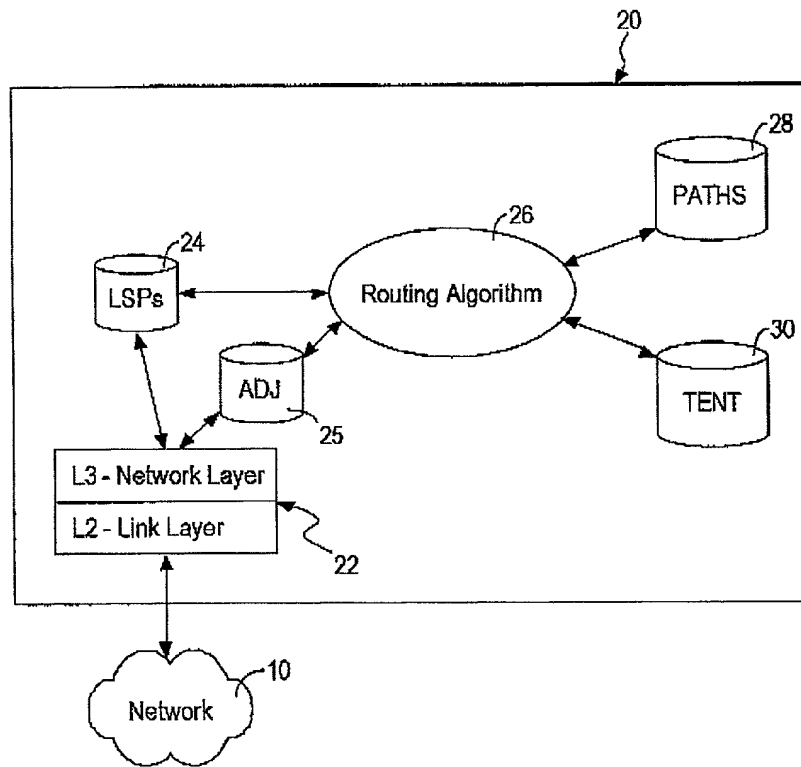 20
28
PATHS
26
24
Routing Algorithm
LSPs
30
ADJ
TENT
25
L3 - Network Layer
L2 - Link Layer
22
10
Network